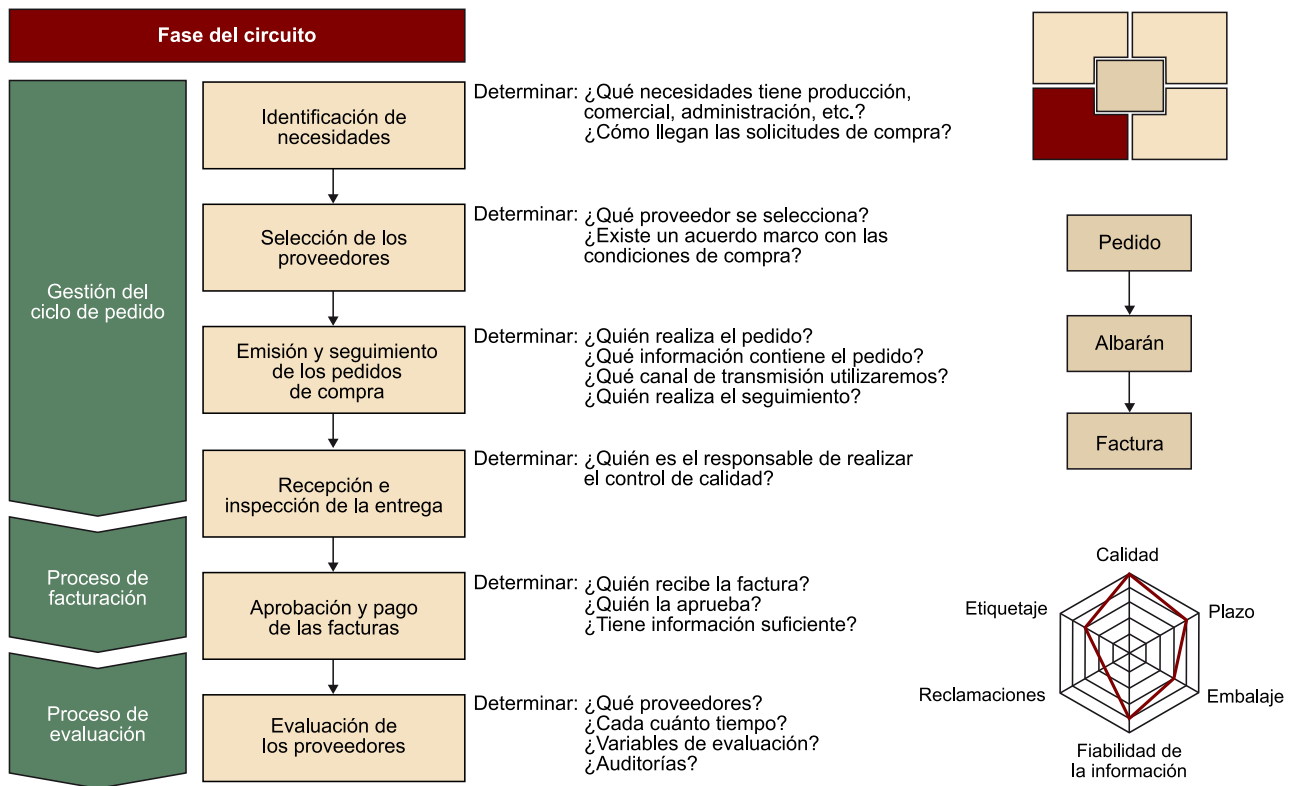 Fase del circuito
Gestión del
ciclo de pedido
Identificación de
necesidades
Determinar: ¿Qué necesidades tiene producción,
comercial, administración, etc.?
¿Cómo llegan las solicitudes de compra?
Selección de los
proveedores
Determinar: ¿Qué proveedor se selecciona?
¿Existe un acuerdo marco con las
condiciones de compra?
Emisión y seguimiento
de los pedidos
de compra
Determinar: ¿Quién realiza el pedido?
¿Qué información contiene el pedido?
¿Qué canal de transmisión utilizaremos?
¿Quién realiza el seguimiento?
Recepción e
inspección de la entrega
Determinar: ¿Quién es el responsable de realizar
el control de calidad?
Proceso de
facturación
Aprobación y pago
de las facturas
Determinar: ¿Quién recibe la factura?
¿Quién la aprueba?
¿Tiene información suficiente?
Proceso de
evaluación
Evaluación de
los proveedores
Determinar: ¿Qué proveedores?
¿Cada cuánto tiempo?
¿Variables de evaluación?
¿Auditorías?
Pedido
Albarán
Factura
Calidad
Etiquetaje
Plazo
Reclamaciones
Embalaje
Fiabilidad de
la información